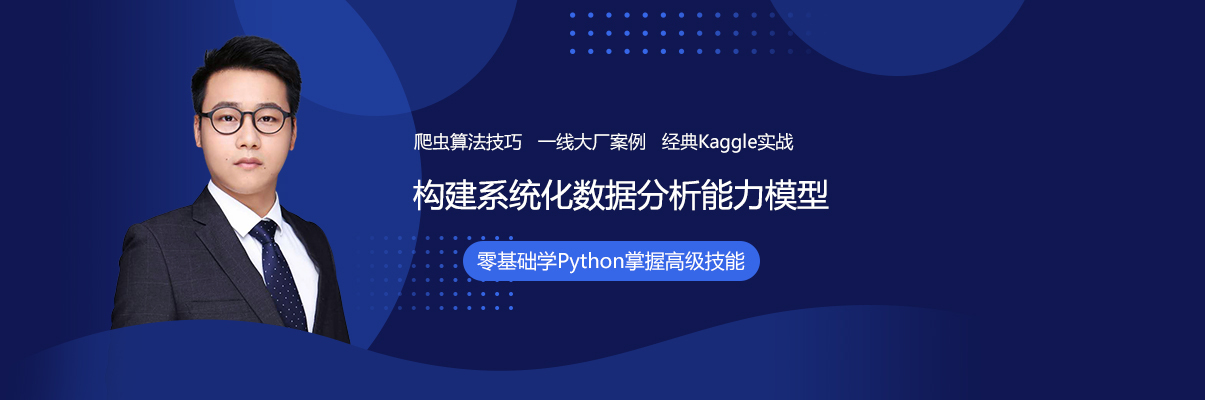 爬虫算法技巧 一线大厂案例 经典Kaggle实战
构建系统化数据分析能力模型
零基础学Python掌握高级技能